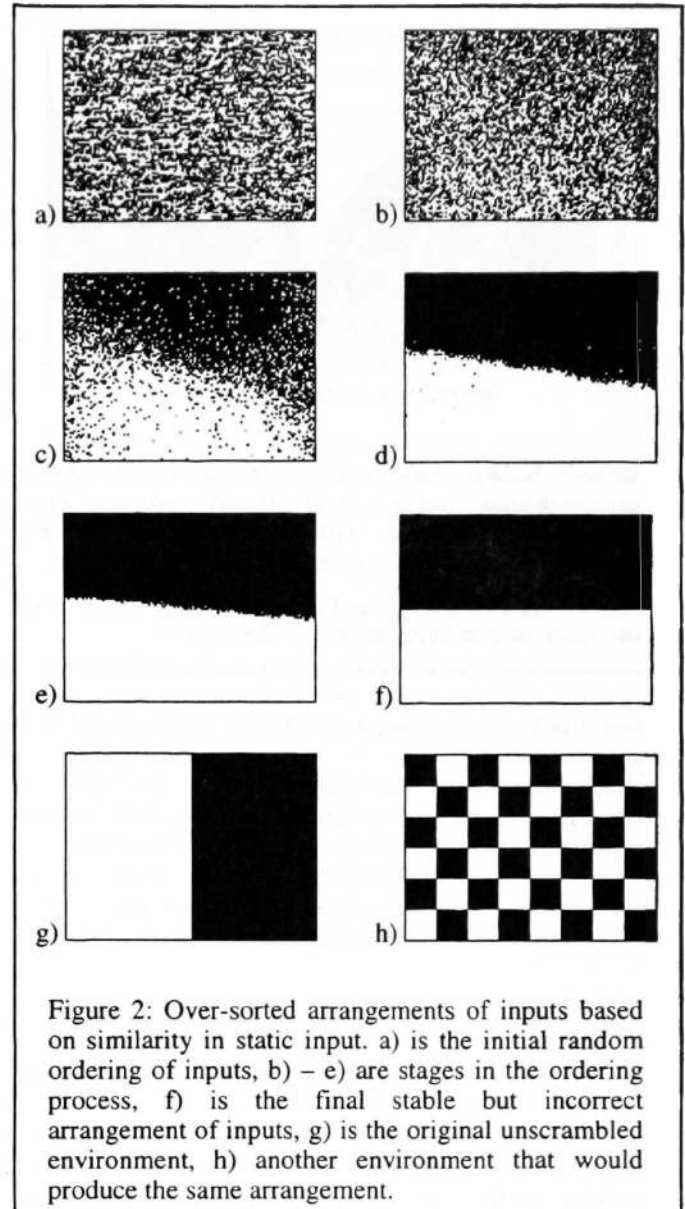 a)
b)
c)
d)
e)
f)
g)
h)
Figure 2: Over-sorted arrangements of inputs based
on similarity in static input. a) is the initial random
ordering of inputs, b) – e) are stages in the ordering
process, f) is the final stable but incorrect
arrangement of inputs, g) is the original unscrambled
environment, h) another environment that would
produce the same arrangement.